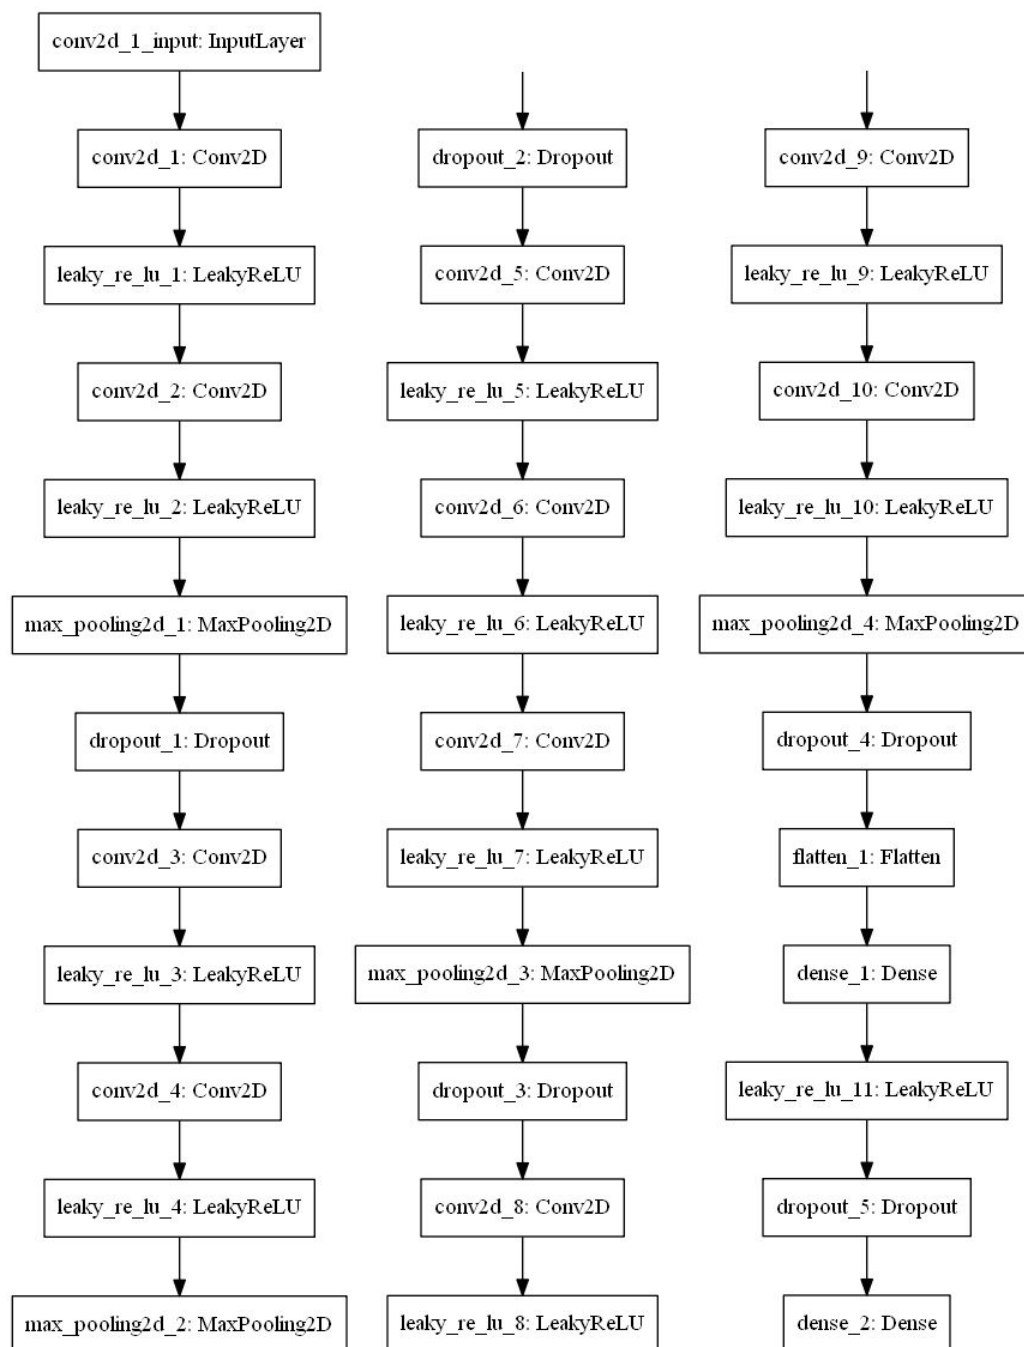 conv2d_1_input: InputLayer
conv2d_1: Conv2D
leaky_re_lu_1: LeakyReLU
conv2d_2: Conv2D
leaky_re_lu_2: LeakyReLU
max_pooling2d_1: MaxPooling2D
dropout_1: Dropout
conv2d_3: Conv2D
leaky_re_lu_3: LeakyReLU
conv2d_4: Conv2D
leaky_re_lu_4: LeakyReLU
max_pooling2d_2: MaxPooling2D
dropout_2: Dropout
conv2d_5: Conv2D
leaky_re_lu_5: LeakyReLU
conv2d_6: Conv2D
leaky_re_lu_6: LeakyReLU
conv2d_7: Conv2D
leaky_re_lu_7: LeakyReLU
max_pooling2d_3: MaxPooling2D
dropout_3: Dropout
conv2d_8: Conv2D
leaky_re_lu_8: LeakyReLU
conv2d_9: Conv2D
leaky_re_lu_9: LeakyReLU
conv2d_10: Conv2D
leaky_re_lu_10: LeakyReLU
max_pooling2d_4: MaxPooling2D
dropout_4: Dropout
flatten_1: Flatten
dense_1: Dense
leaky_re_lu_11: LeakyReLU
dropout_5: Dropout
dense_2: Dense